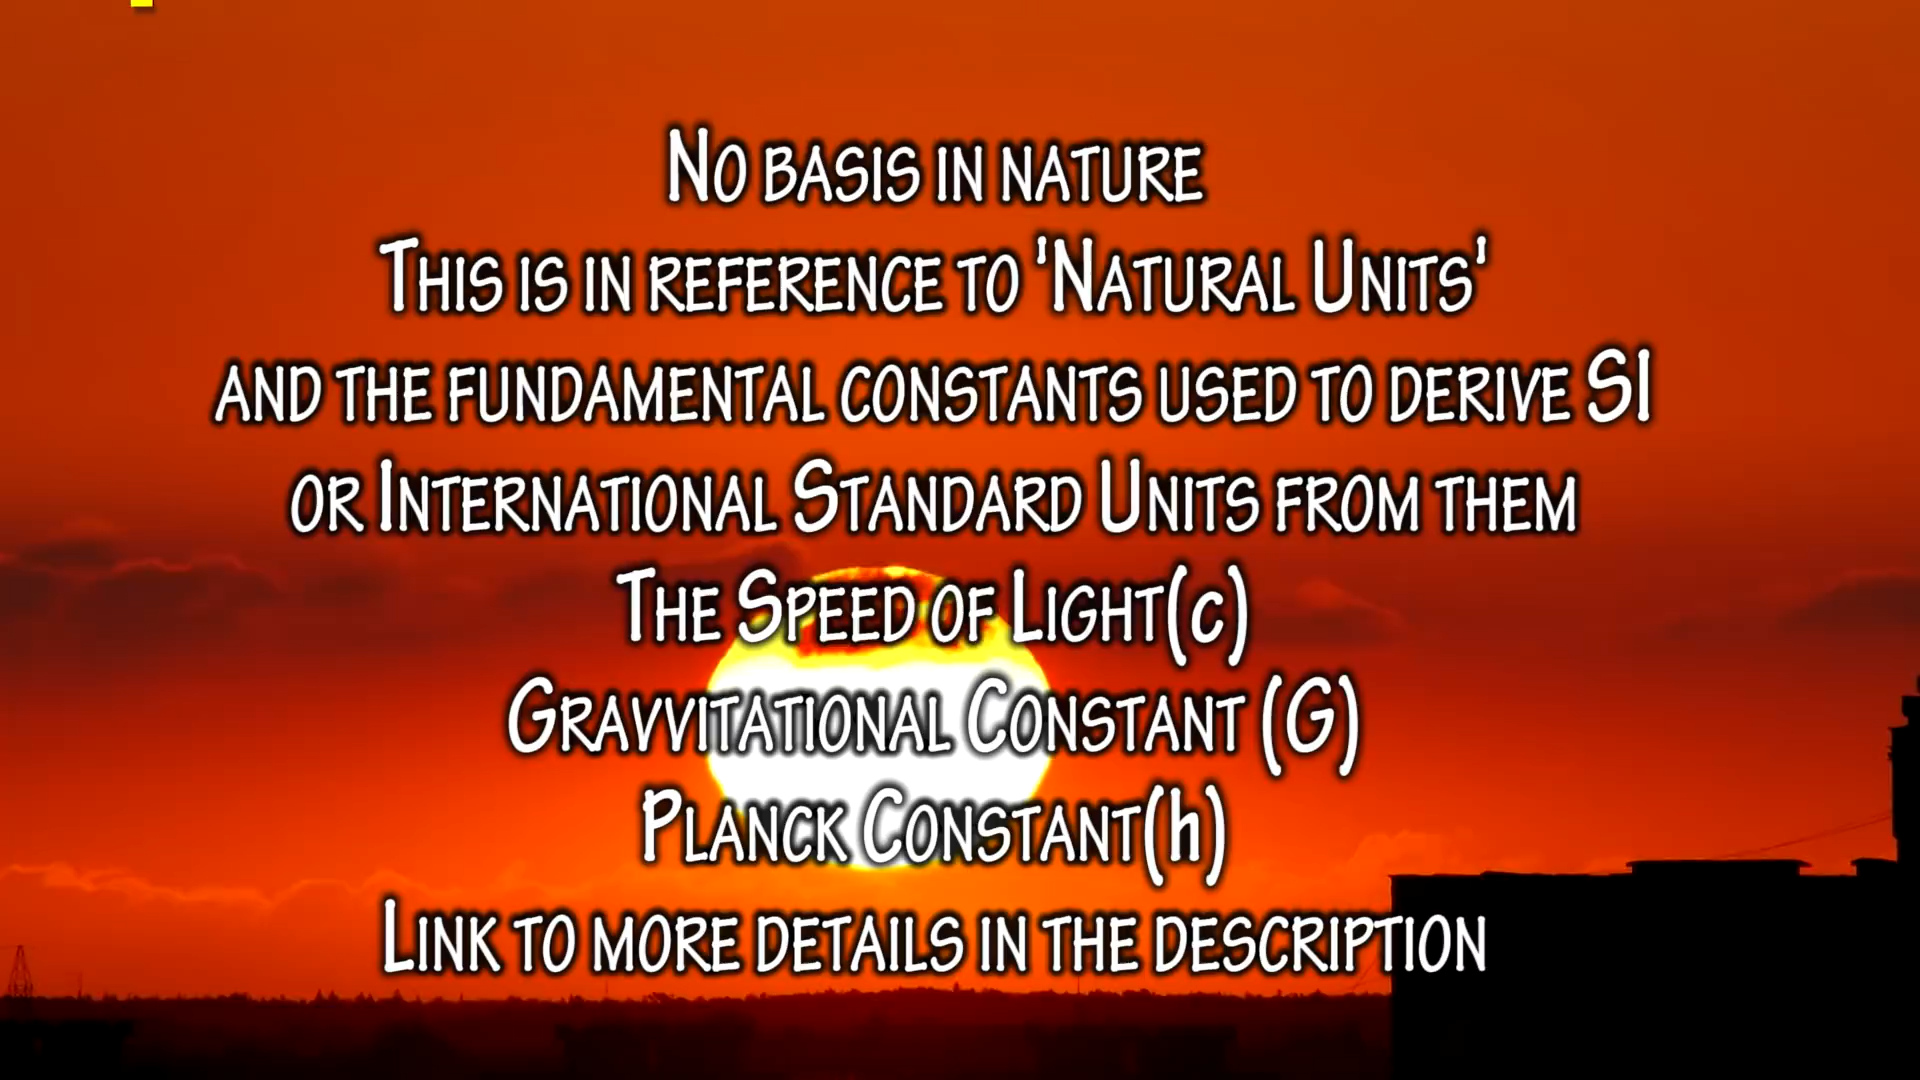 No basis in nature
This is in reference to 'Natural Units'
and the fundamental constants used to derive SI
or International Standard Units from them
The Speed of Light(c)
Gravvitational Constant (G)
Planck Constant(h)
Link to more details in the description